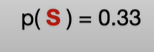 p( S ) = 0.33